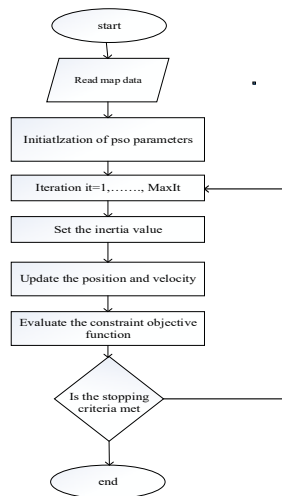 start
Read map data
Initiatlzation of pso parameters
Iteration it=1,......., MaxIt
Set the inertia value
Update the position and velocity
Evaluate the constraint objective
function
Is the stopping
criteria met
end